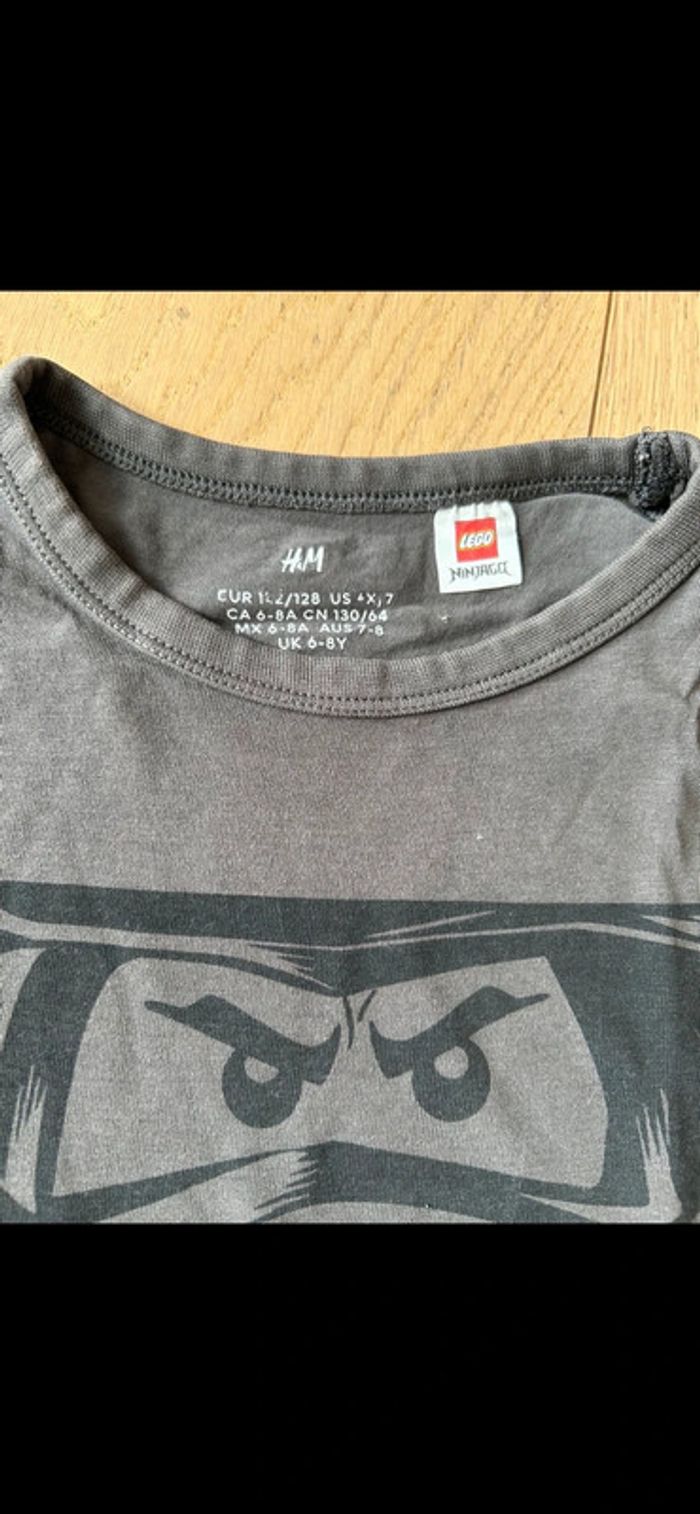 H&M
EUR 122/128 US 6X, 7
CA 6-8A CN 130/64
MX 6-8A AUS 7-8
UK 6-8Y
LEGO
NINJAGO